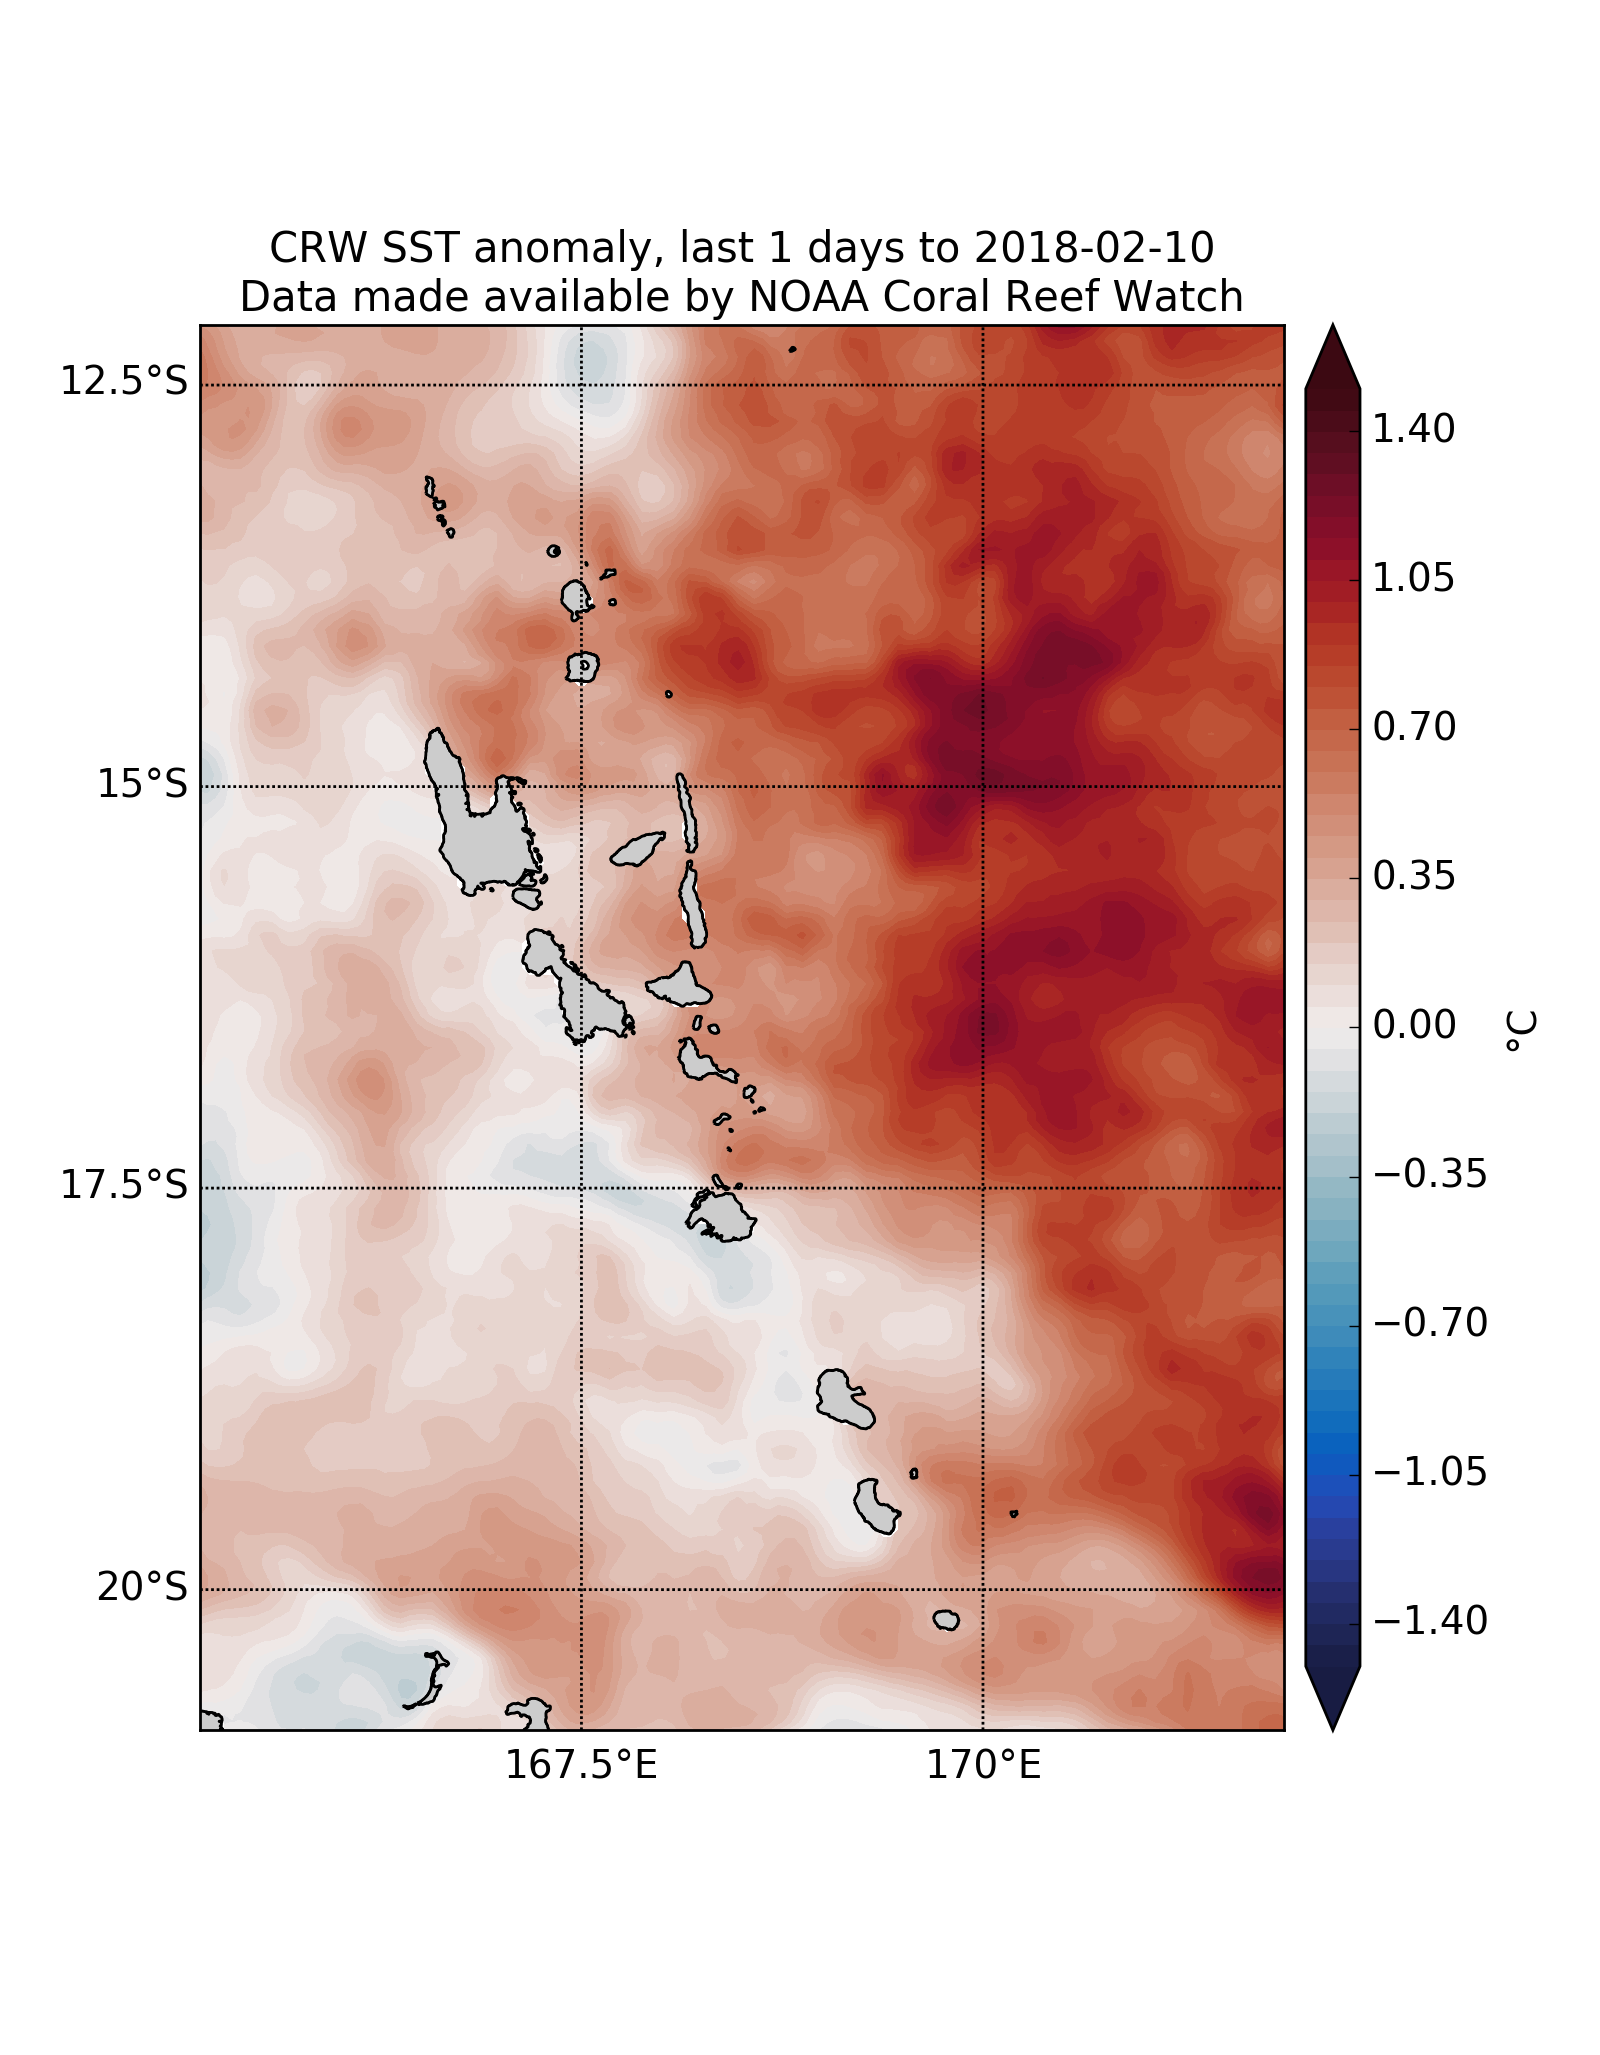 CRW SST anomaly, last 1 days to 2018-02-10
Data made available by NOAA Coral Reef Watch
12.5°S
15°S
17.5°S
20°S
167.5°E
170°E
1.40
1.05
0.70
0.35
0.00
−0.35
−0.70
−1.05
−1.40
°C